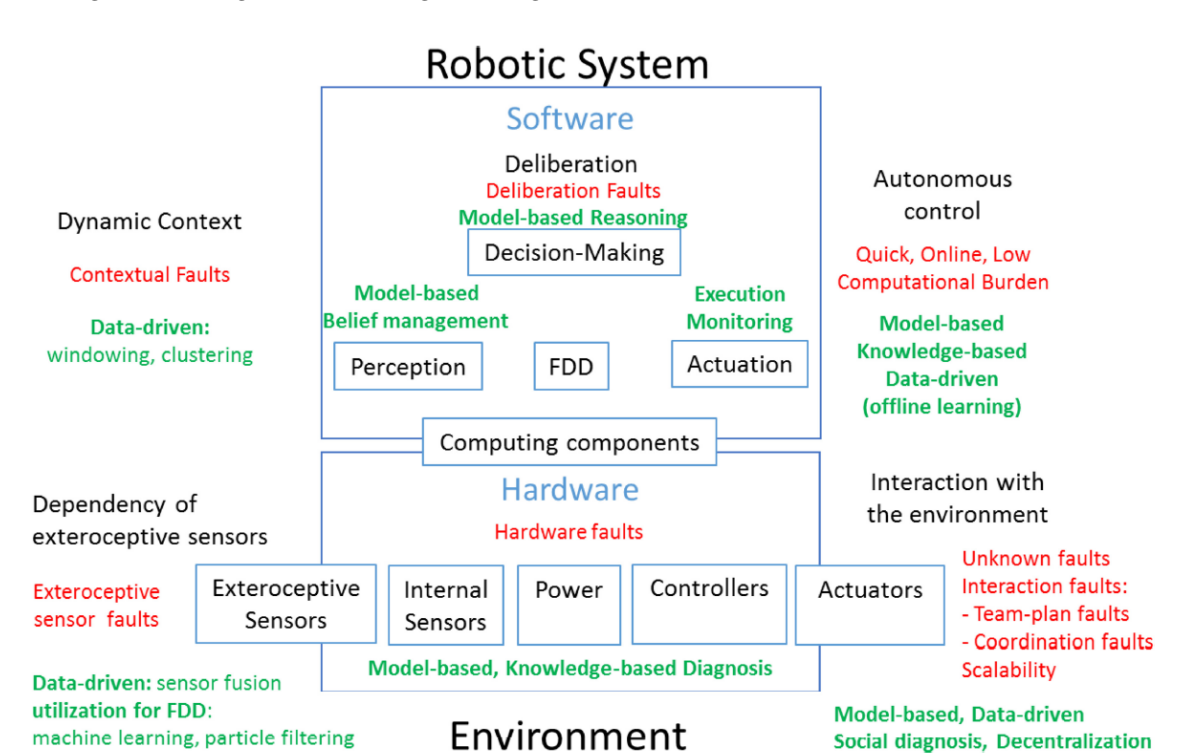 Robotic System
Software
Deliberation
Deliberation Faults
Model-based Reasoning
Decision-Making
Model-based
Belief management
Execution
Monitoring
Perception
FDD
Actuation
Computing components
Dynamic Context
Contextual Faults
Data-driven:
windowing, clustering
Autonomous
control
Quick, Online, Low
Computational Burden
Model-based
Knowledge-based
Data-driven
(offline learning)
Hardware
Hardware faults
Dependency of
exteroceptive sensors
Exteroceptive
sensor faults
Exteroceptive
Sensors
Internal
Sensors
Power
Controllers
Actuators
Model-based, Knowledge-based Diagnosis
Interaction with
the environment
Unknown faults
Interaction faults:
- Team-plan faults
- Coordination faults
Scalability
Data-driven: sensor fusion
utilization for FDD:
machine learning, particle filtering
Environment
Model-based, Data-driven
Social diagnosis, Decentralization